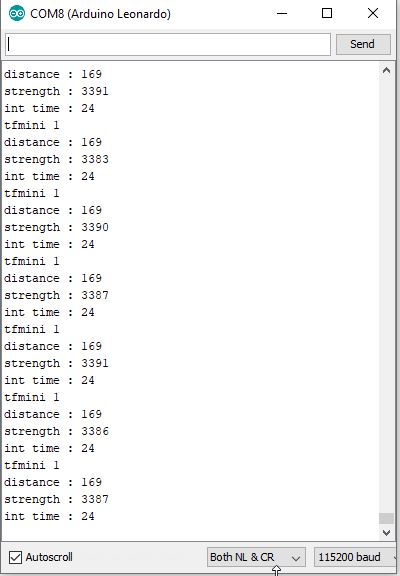 COM8 (Arduino Leonardo)
Send
distance : 169
strength : 3391
int time : 24
tfmini 1
distance : 169
strength : 3383
int time : 24
tfmini 1
distance : 169
strength : 3390
int time : 24
tfmini 1
distance : 169
strength : 3387
int time : 24
tfmini 1
distance : 169
strength : 3391
int time : 24
tfmini 1
distance : 169
strength : 3386
int time : 24
tfmini 1
distance : 169
strength : 3387
int time : 24
Autoscroll
Both NL & CR
115200 baud